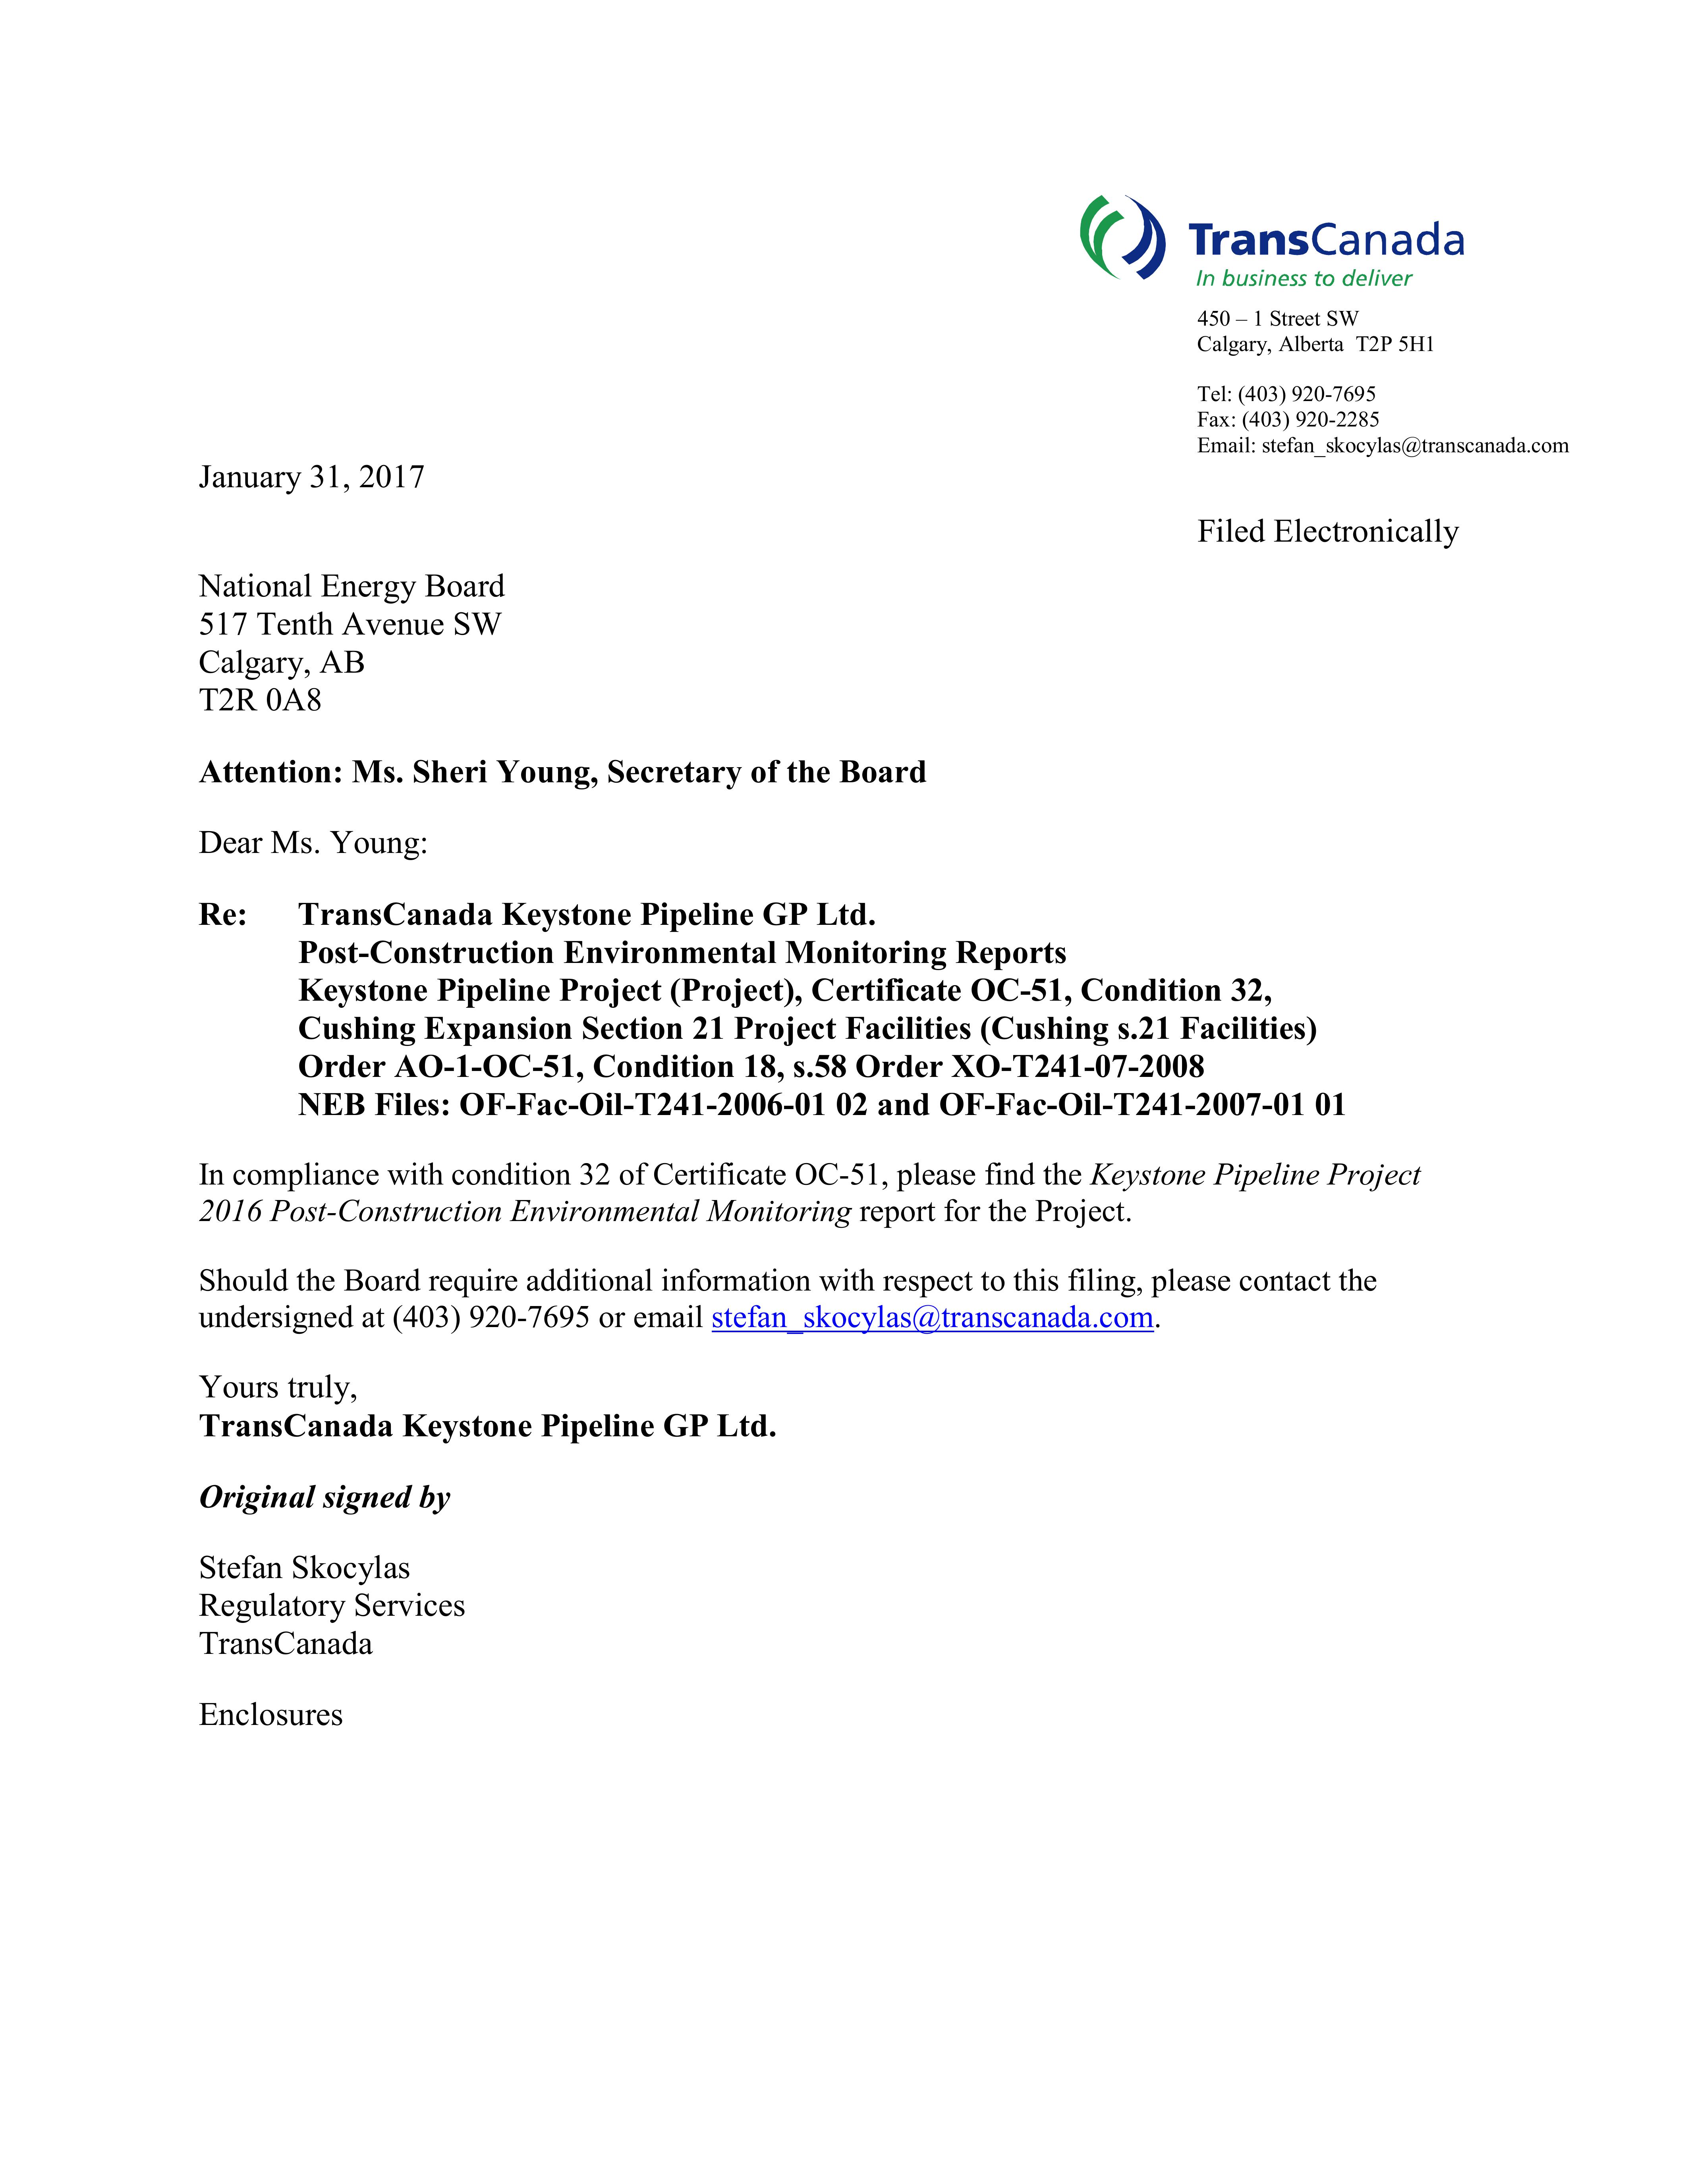 TransCanada
In business to deliver
450 – 1 Street SW
Calgary, Alberta  T2P 5H1
Tel: (403) 920-7695
Fax: (403) 920-2285
Email: stefan_skocylas@transcanada.com
January 31, 2017
Filed Electronically
National Energy Board
517 Tenth Avenue SW
Calgary, AB
T2R 0A8
Attention: Ms. Sheri Young, Secretary of the Board
Dear Ms. Young:
Re: TransCanada Keystone Pipeline GP Ltd.
Post-Construction Environmental Monitoring Reports
Keystone Pipeline Project (Project), Certificate OC-51, Condition 32,
Cushing Expansion Section 21 Project Facilities (Cushing s.21 Facilities)
Order AO-1-OC-51, Condition 18, s.58 Order XO-T241-07-2008
NEB Files: OF-Fac-Oil-T241-2006-01 02 and OF-Fac-Oil-T241-2007-01 01
In compliance with condition 32 of Certificate OC-51, please find the Keystone Pipeline Project
2016 Post-Construction Environmental Monitoring report for the Project.
Should the Board require additional information with respect to this filing, please contact the
undersigned at (403) 920-7695 or email stefan_skocylas@transcanada.com.
Yours truly,
TransCanada Keystone Pipeline GP Ltd.
Original signed by
Stefan Skocylas
Regulatory Services
TransCanada
Enclosures